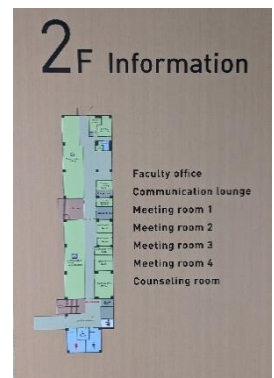 2F Information
Faculty office
Communication lounge
Meeting room 1
Meeting room 2
Meeting room 3
Meeting room 4
Counseling room